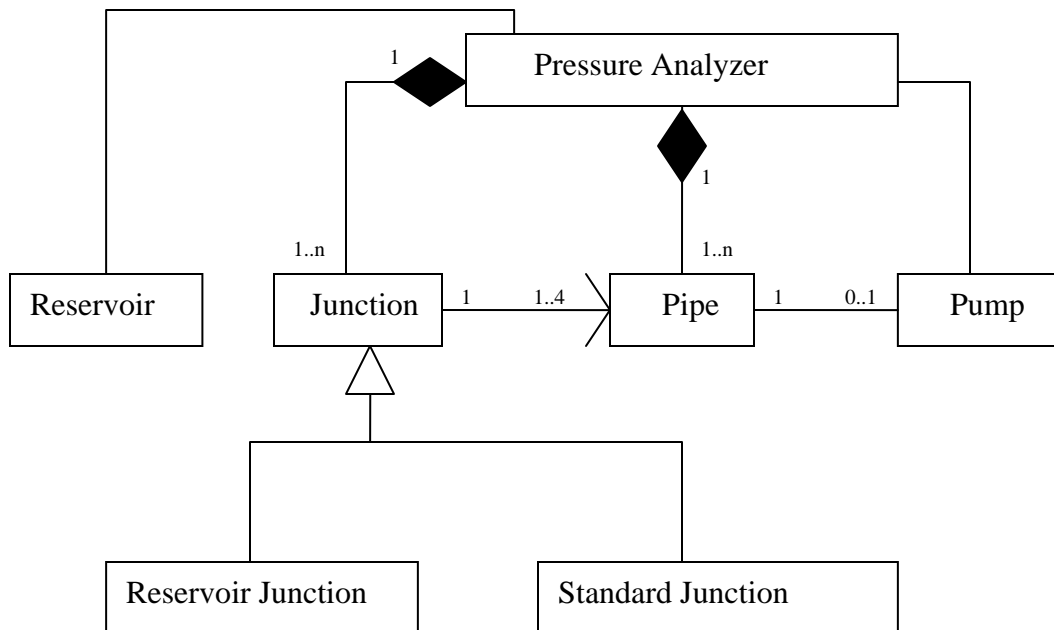 1
Pressure Analyzer
1
1..n
1..n
Reservoir
Junction
1
1..4
Pipe
1
0..1
Pump
Reservoir Junction
Standard Junction